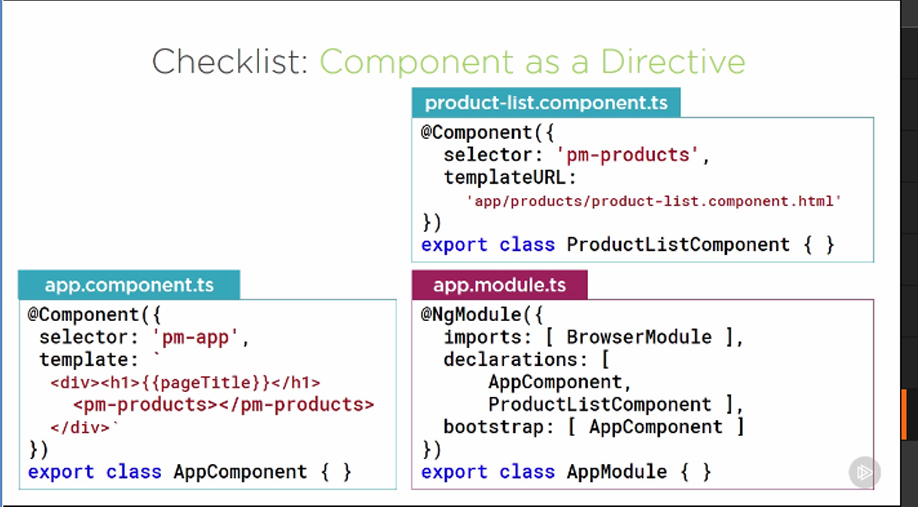 Checklist: Component as a Directive
product-list.component.ts
@Component({
selector: 'pm-products',
templateURL:
'app/products/product-list.component.html'
})
export class ProductListComponent { }
app.component.ts
@Component({
selector: 'pm-app',
template: `
<div><h1>{{pageTitle}}</h1>
<pm-products></pm-products>
</div>`
})
export class AppComponent { }
app.module.ts
@NgModule({
imports: [ BrowserModule ],
declarations: [
AppComponent,
ProductListComponent ],
bootstrap: [ AppComponent ]
})
export class AppModule { }